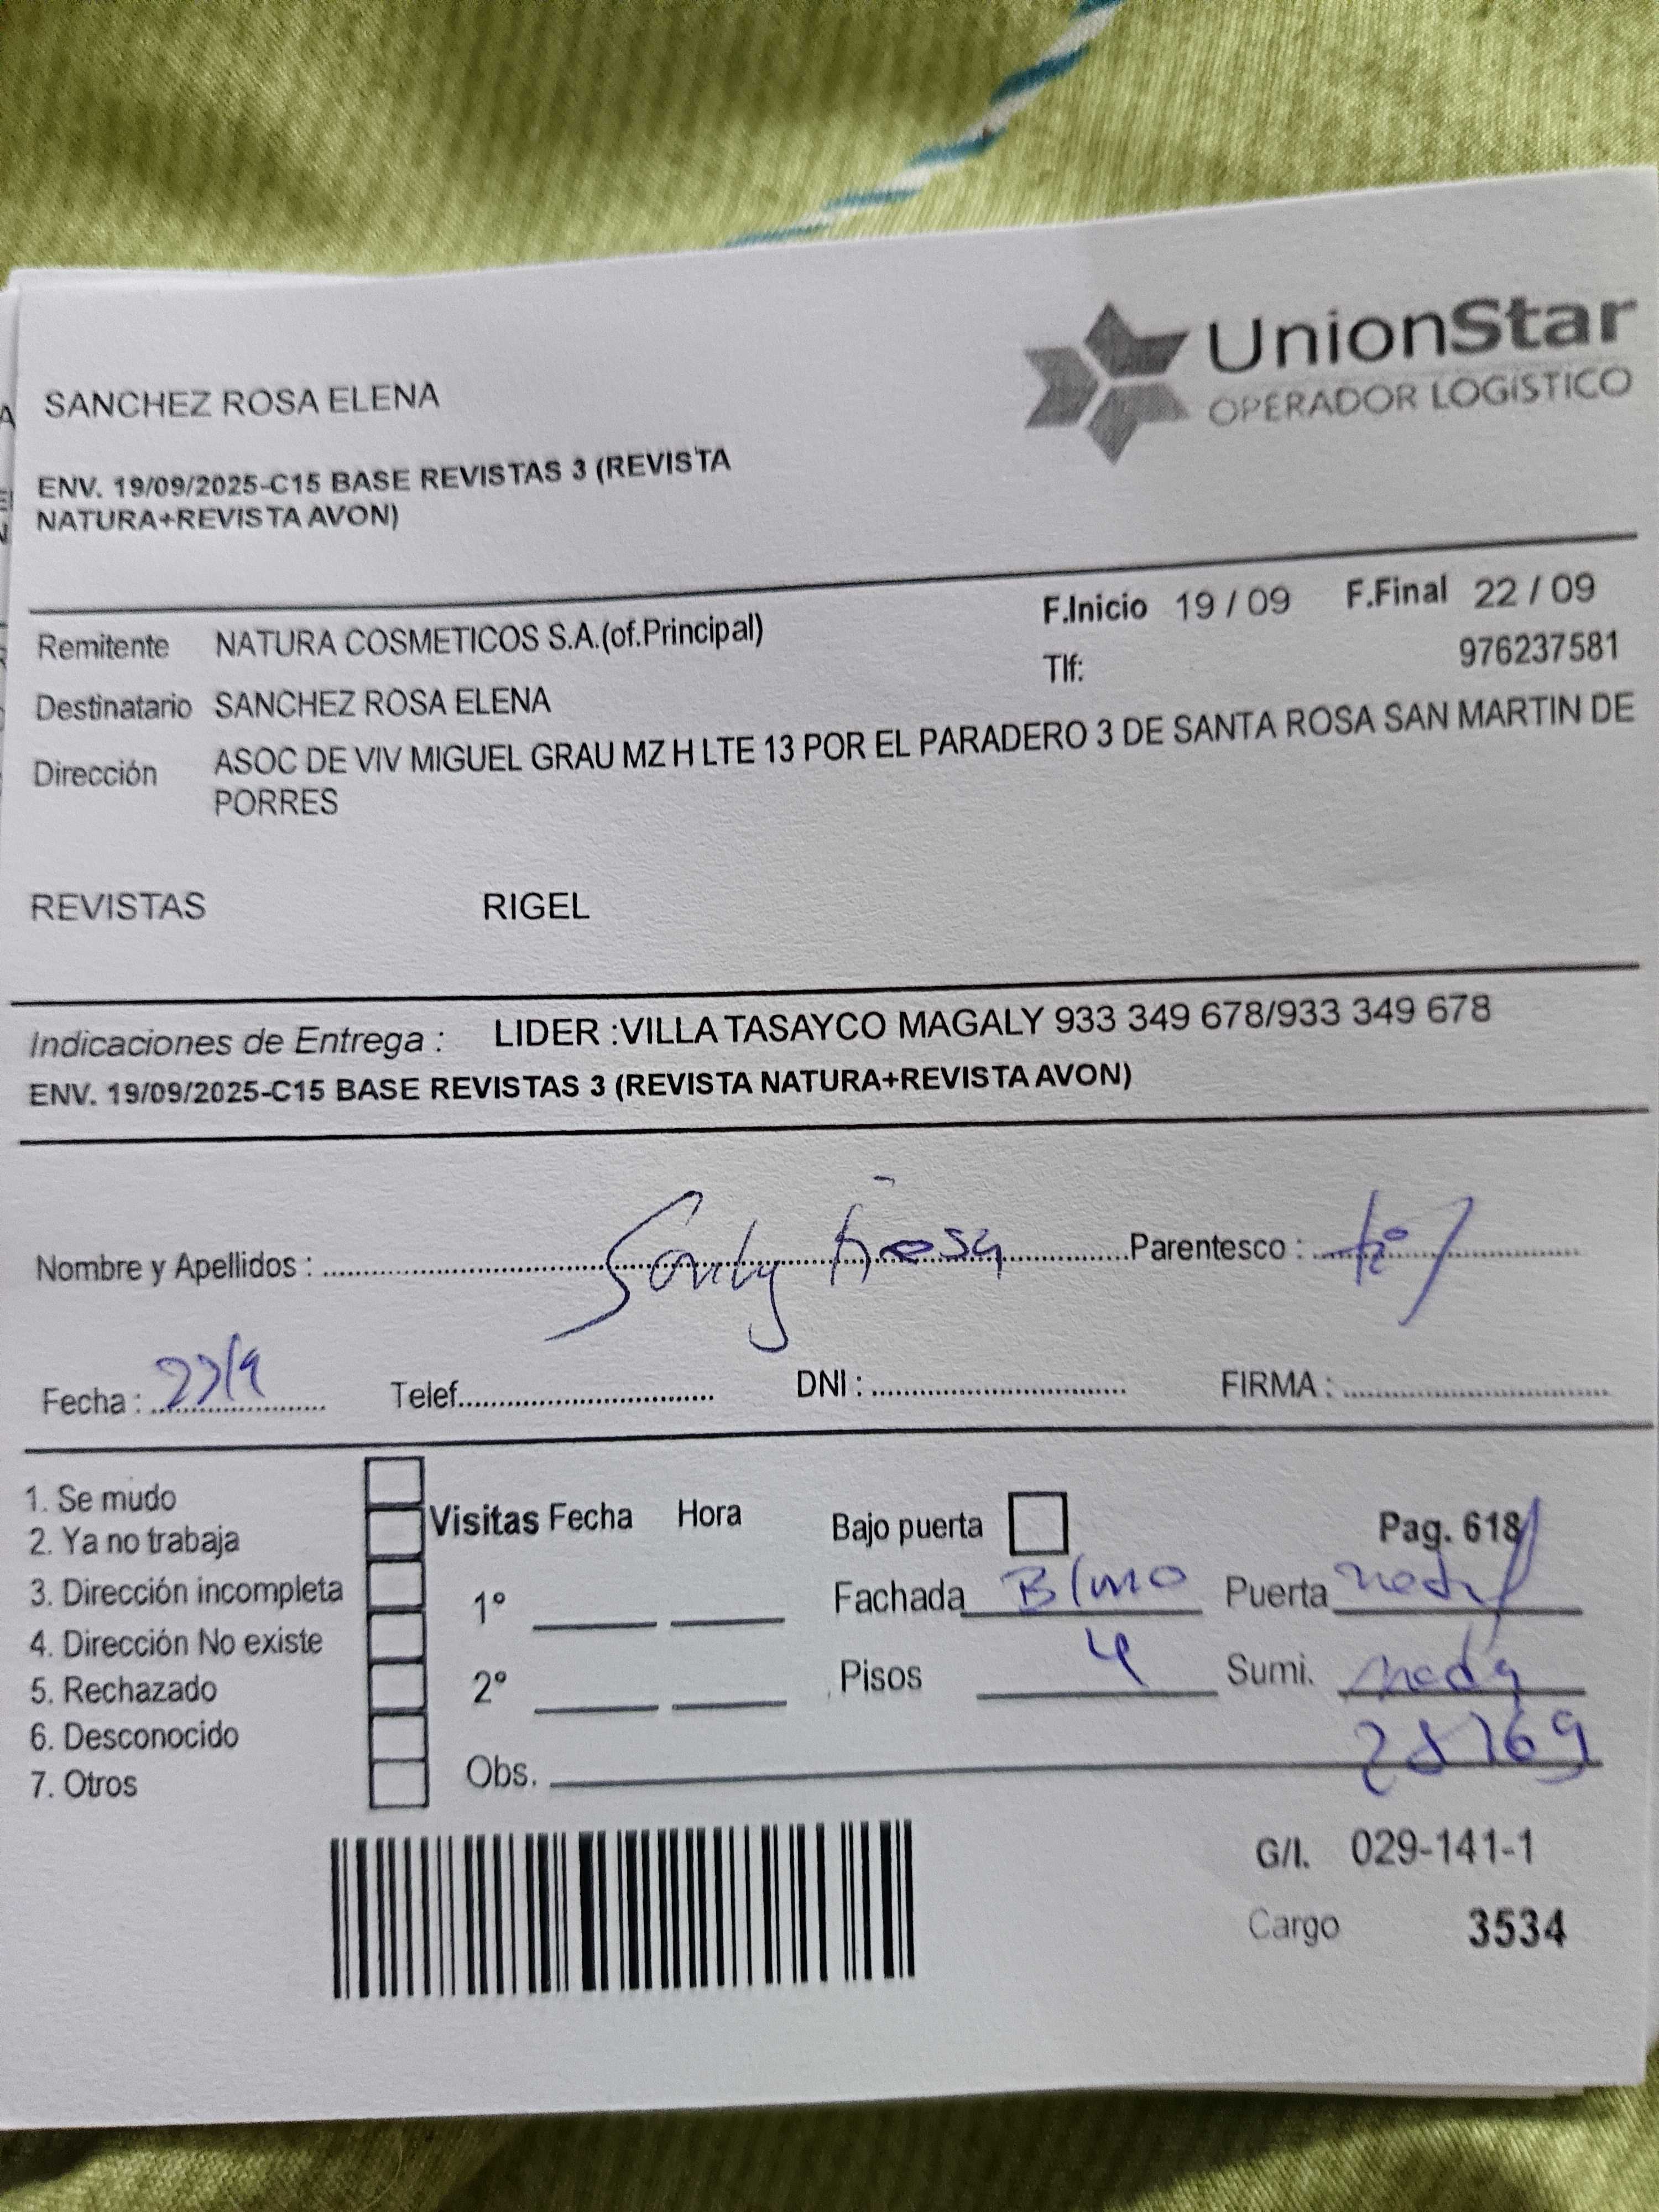 UnionStar
OPERADOR LOGÍSTICO
SANCHEZ ROSA ELENA
ENV. 19/09/2025-C15 BASE REVISTAS 3 (REVISTA
NATURA+REVISTA AVON)
F.Inicio 19 / 09 F.Final 22 / 09
Remitente NATURA COSMETICOS S.A.(of.Principal)
Tlf: 976237581
Destinatario SANCHEZ ROSA ELENA
Dirección ASOC DE VIV MIGUEL GRAU MZ H LTE 13 POR EL PARADERO 3 DE SANTA ROSA SAN MARTIN DE
PORRES
REVISTAS RIGEL
Indicaciones de Entrega : LIDER :VILLA TASAYCO MAGALY 933 349 678/933 349 678
ENV. 19/09/2025-C15 BASE REVISTAS 3 (REVISTA NATURA+REVISTA AVON)
Nombre y Apellidos : Rosa Parentesco :
Fecha : Telef. DNI : FIRMA :
1. Se mudo
2. Ya no trabaja
3. Dirección incompleta
4. Dirección No existe
5. Rechazado
6. Desconocido
7. Otros
Visitas Fecha Hora
1º
2º
Obs.
Bajo puerta Pag. 618
Fachada Puerta
Pisos 4 Sumi.
G/I. 029-141-1
Cargo 3534